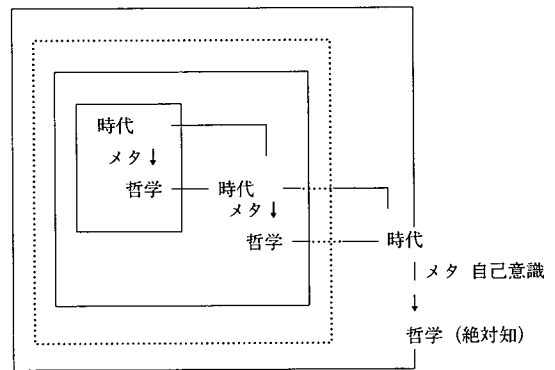 時代
メタ
哲学 時代
メタ
哲学 時代
メタ 自己意識
哲学(絶対知)